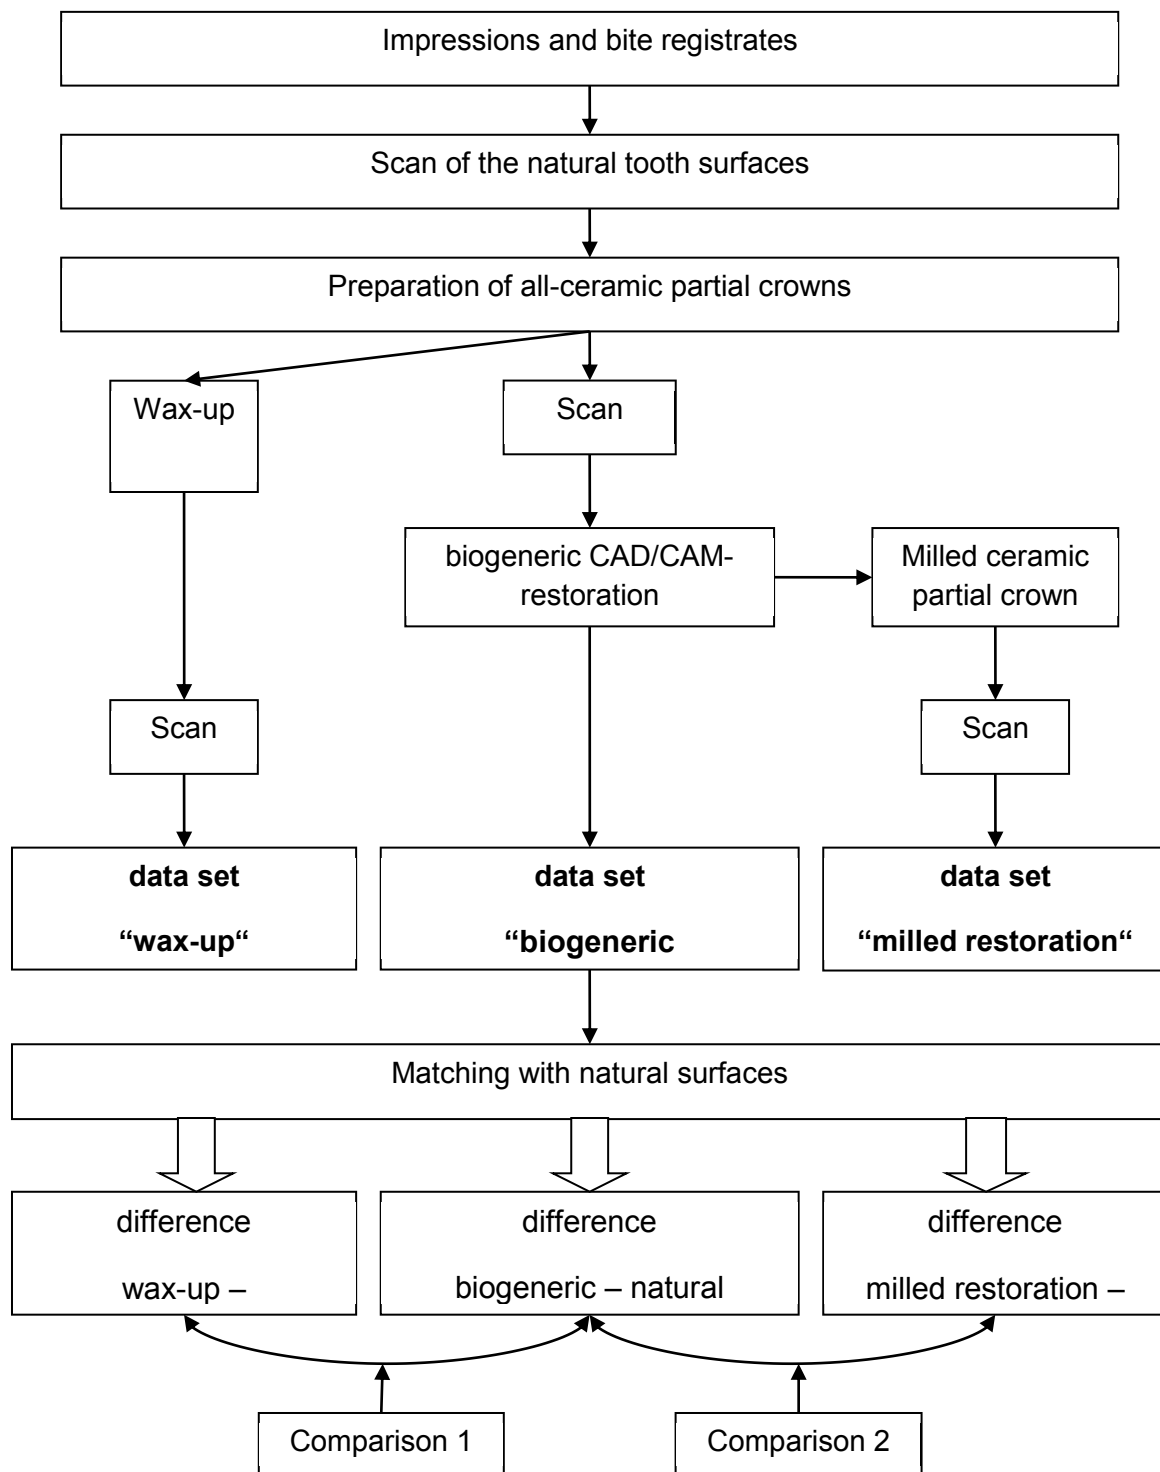 Impressions and bite registrates
Scan of the natural tooth surfaces
Preparation of all-ceramic partial crowns
Wax-up
Scan
biogeneric CAD/CAM-
restoration
Milled ceramic
partial crown
Scan
Scan
data set
“wax-up“
data set
“biogeneric
data set
“milled restoration“
Matching with natural surfaces
difference
wax-up –
difference
biogeneric – natural
difference
milled restoration –
Comparison 1
Comparison 2